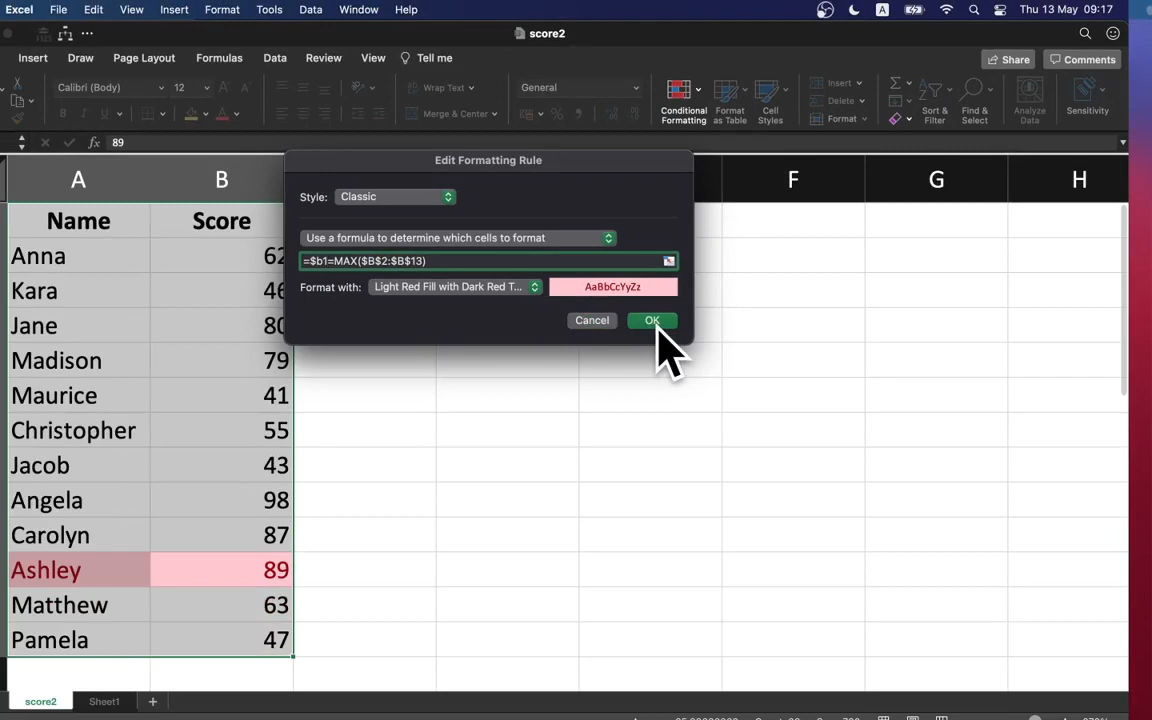 Excel File Edit View Insert Format Tools Data Window Help A Thu 13 May 09:17
score2
Insert Draw Page Layout Formulas Data Review View Tell me Share Comments
Calibri (Body) 12 Wrap Text General Insert
Conditional Formatting Format as Table Cell Styles Delete Sort & Filter Find & Select Analyze Data Sensitivity
B I U Merge & Center Format
fx 89
Edit Formatting Rule
A B F G H
Style: Classic
Name Score
Use a formula to determine which cells to format
Anna 62
=$b1=MAX($B$2:$B$13)
Kara 46
Format with: Light Red Fill with Dark Red T... AaBbCcYyZz
Jane 80
Cancel OK
Madison 79
Maurice 41
Christopher 55
Jacob 43
Angela 98
Carolyn 87
Ashley 89
Matthew 63
Pamela 47
score2 Sheet1